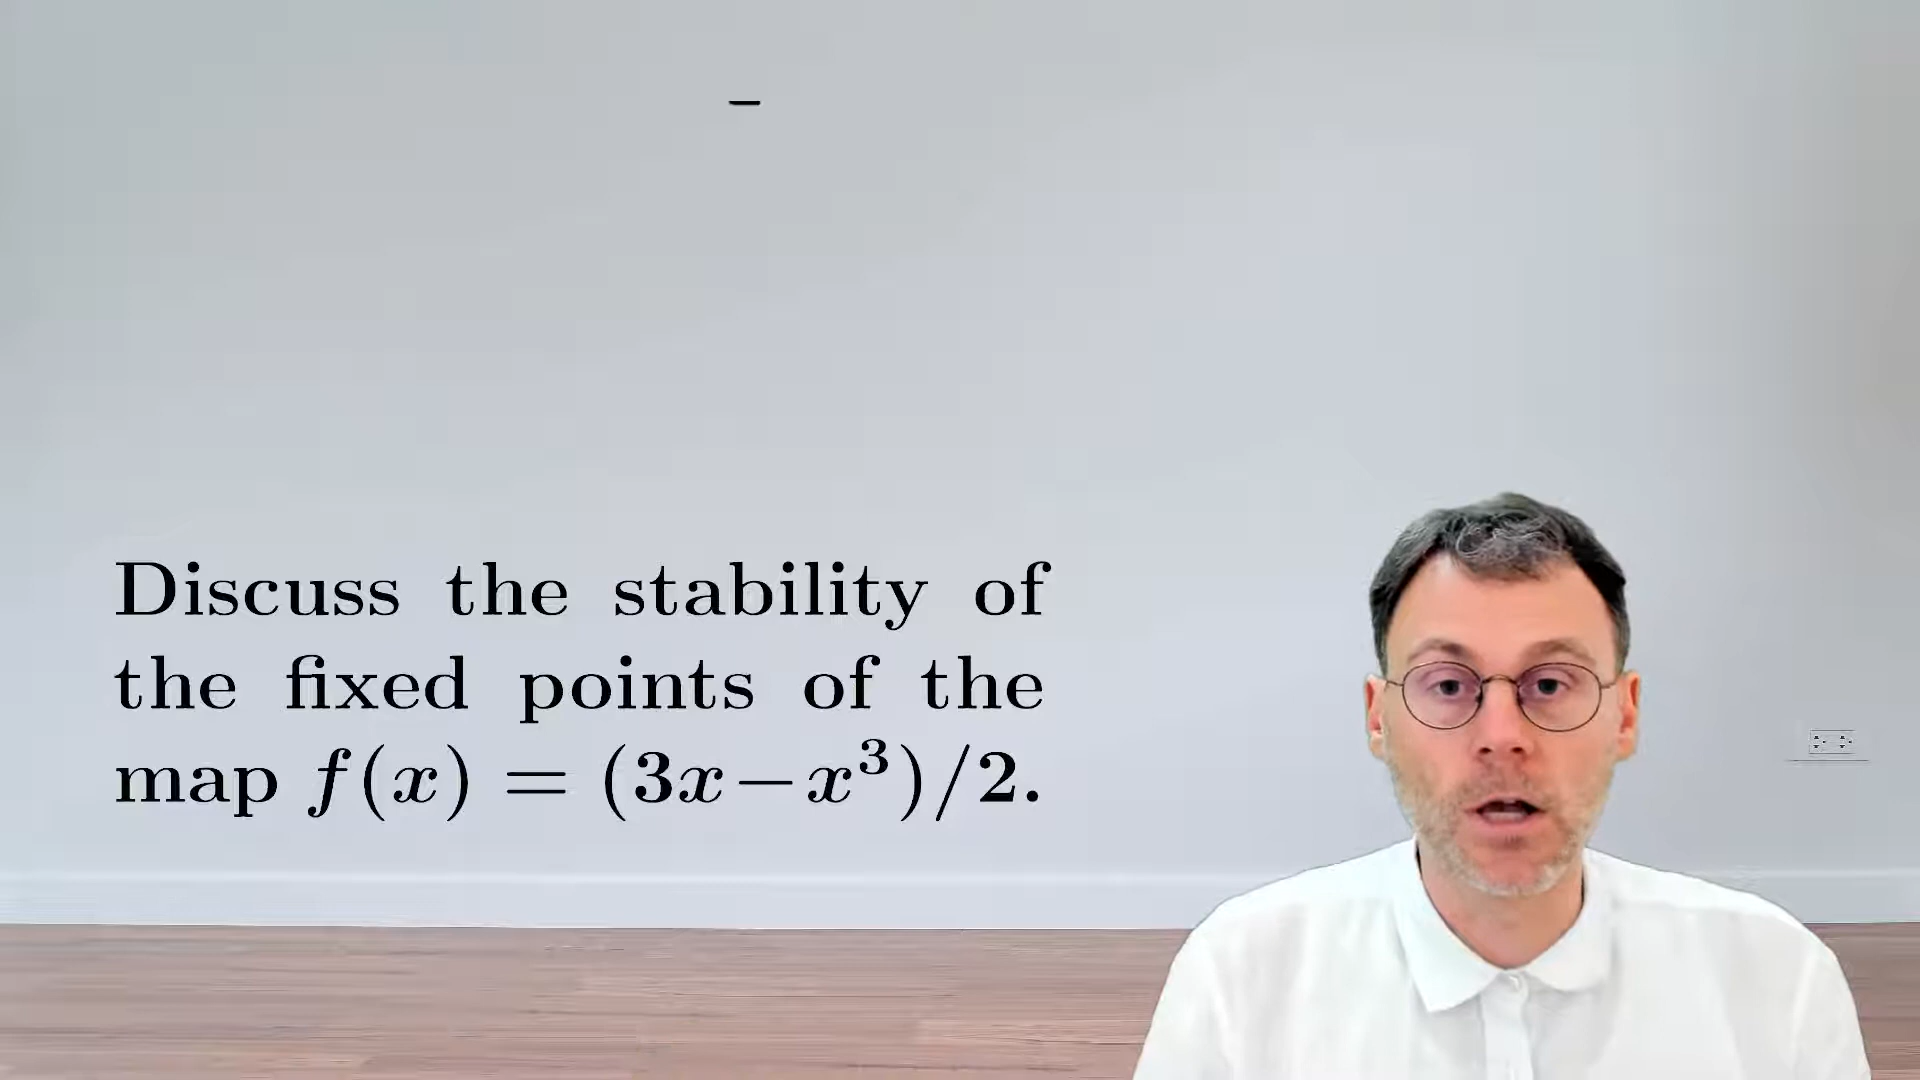 Discuss the stability of
the fixed points of the
map f(x) = (3x−x³)/2.